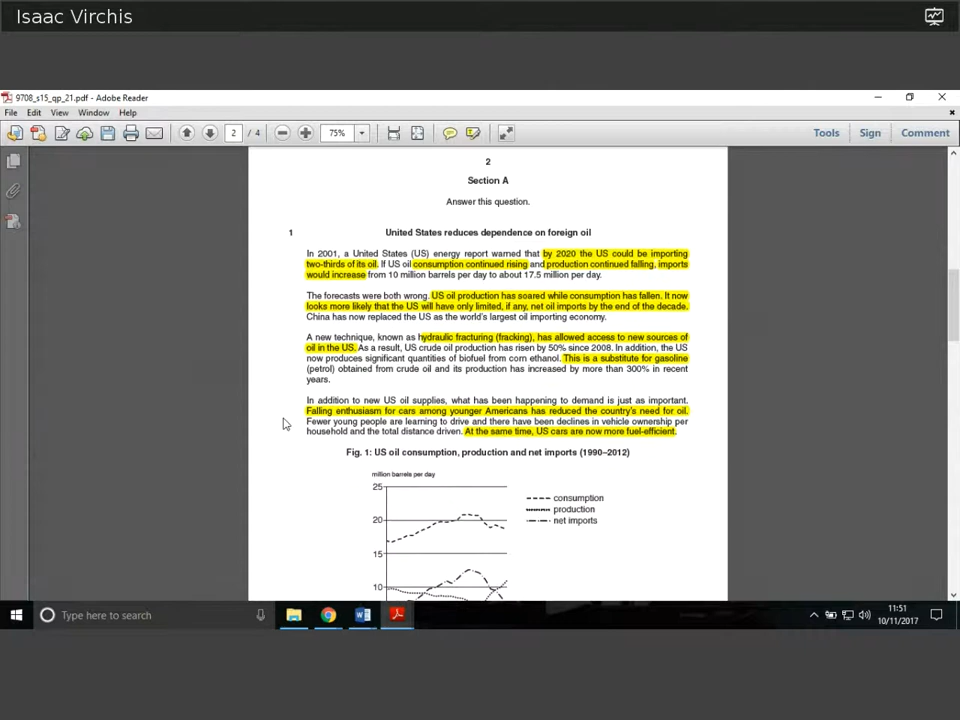 Isaac Virchis
9708_s15_qp_21.pdf - Adobe Reader
File Edit View Window Help
2 / 4 75% Tools Sign Comment
2
Section A
Answer this question.
1 United States reduces dependence on foreign oil
In 2001, a United States (US) energy report warned that by 2020 the US could be importing
two-thirds of its oil. If US oil consumption continued rising and production continued falling, imports
would increase from 10 million barrels per day to about 17.5 million per day.
The forecasts were both wrong. US oil production has soared while consumption has fallen. It now
looks more likely that the US will have only limited, if any, net oil imports by the end of the decade.
China has now replaced the US as the world's largest oil importing economy.
A new technique, known as hydraulic fracturing (fracking), has allowed access to new sources of
oil in the US. As a result, US crude oil production has risen by 50% since 2008. In addition, the US
now produces significant quantities of biofuel from corn ethanol. This is a substitute for gasoline
(petrol) obtained from crude oil and its production has increased by more than 300% in recent
years.
In addition to new US oil supplies, what has been happening to demand is just as important.
Falling enthusiasm for cars among younger Americans has reduced the country's need for oil.
Fewer young people are learning to drive and there have been declines in vehicle ownership per
household and the total distance driven. At the same time, US cars are now more fuel-efficient.
Fig. 1: US oil consumption, production and net imports (1990–2012)
million barrels per day
25
consumption
production
20
net imports
15
10
Type here to search
11:51
10/11/2017